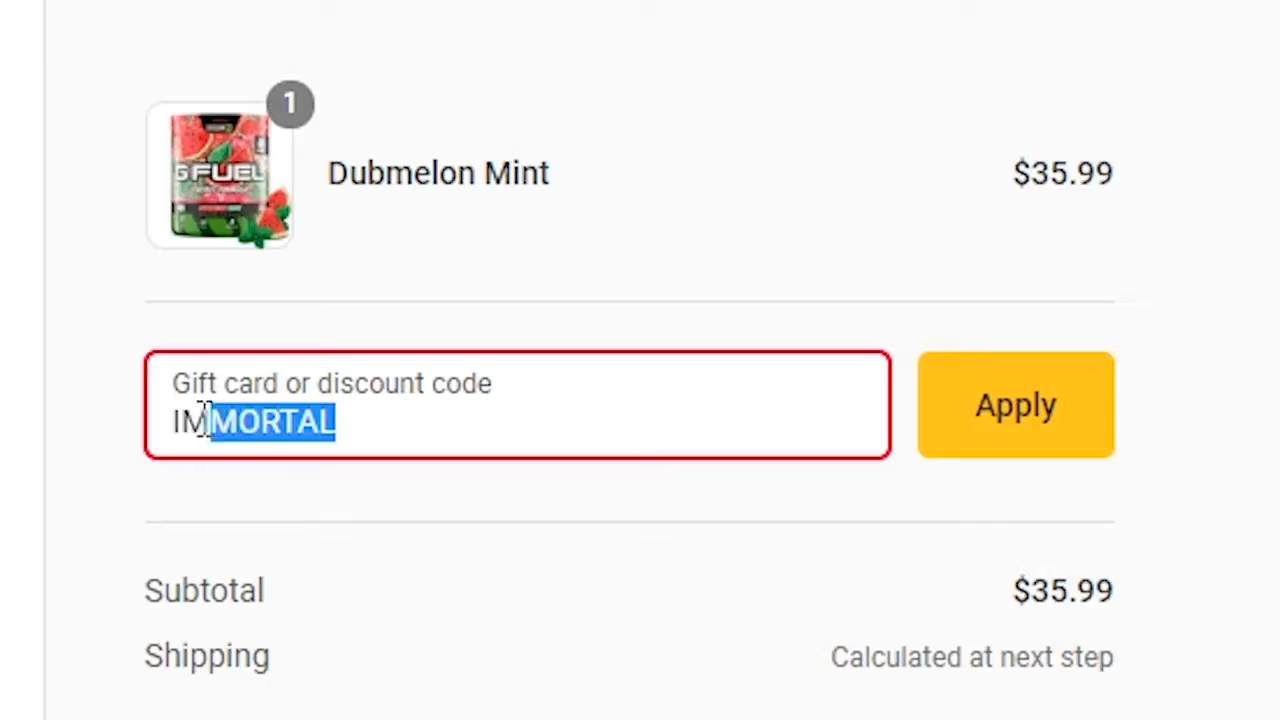 1
G FUEL
Dubmelon Mint
$35.99
Gift card or discount code
IMMORTAL
Apply
Subtotal
$35.99
Shipping
Calculated at next step